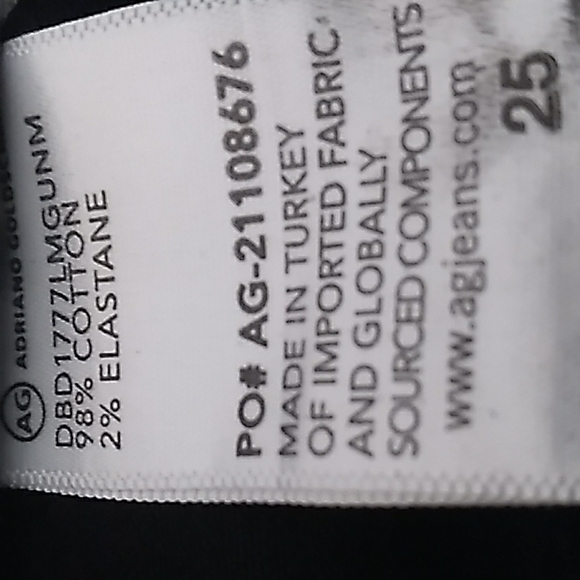 AG ADRIANO GOLDSC
DBD1777LMGUNM
98% COTTON
2% ELASTANE
PO# AG-21108676
MADE IN TURKEY
OF IMPORTED FABRIC
AND GLOBALLY
SOURCED COMPONENTS
www.agjeans.com
25